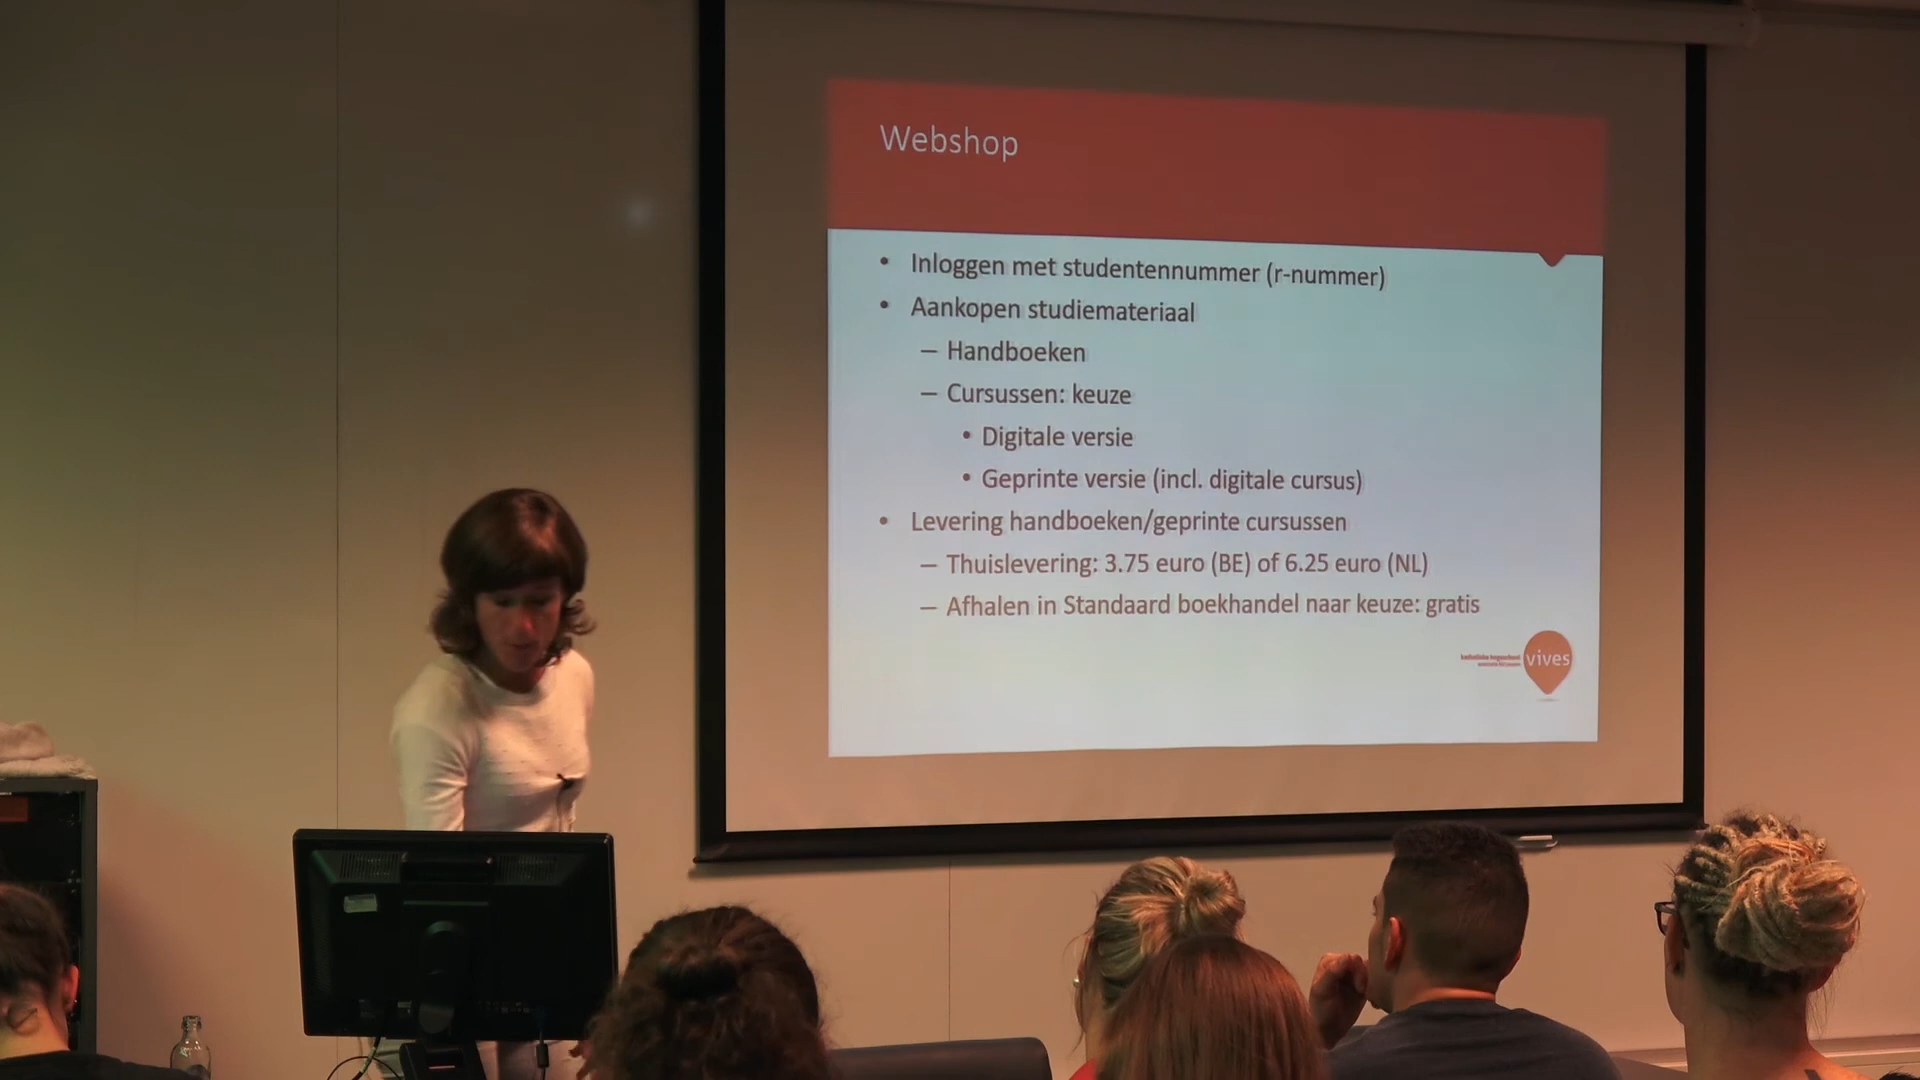 Webshop
• Inloggen met studentennummer (r-nummer)
• Aankopen studiemateriaal
– Handboeken
– Cursussen: keuze
• Digitale versie
• Geprinte versie (incl. digitale cursus)
• Levering handboeken/geprinte cursussen
– Thuislevering: 3.75 euro (BE) of 6.25 euro (NL)
– Afhalen in Standaard boekhandel naar keuze: gratis
katholieke hogeschool
vives